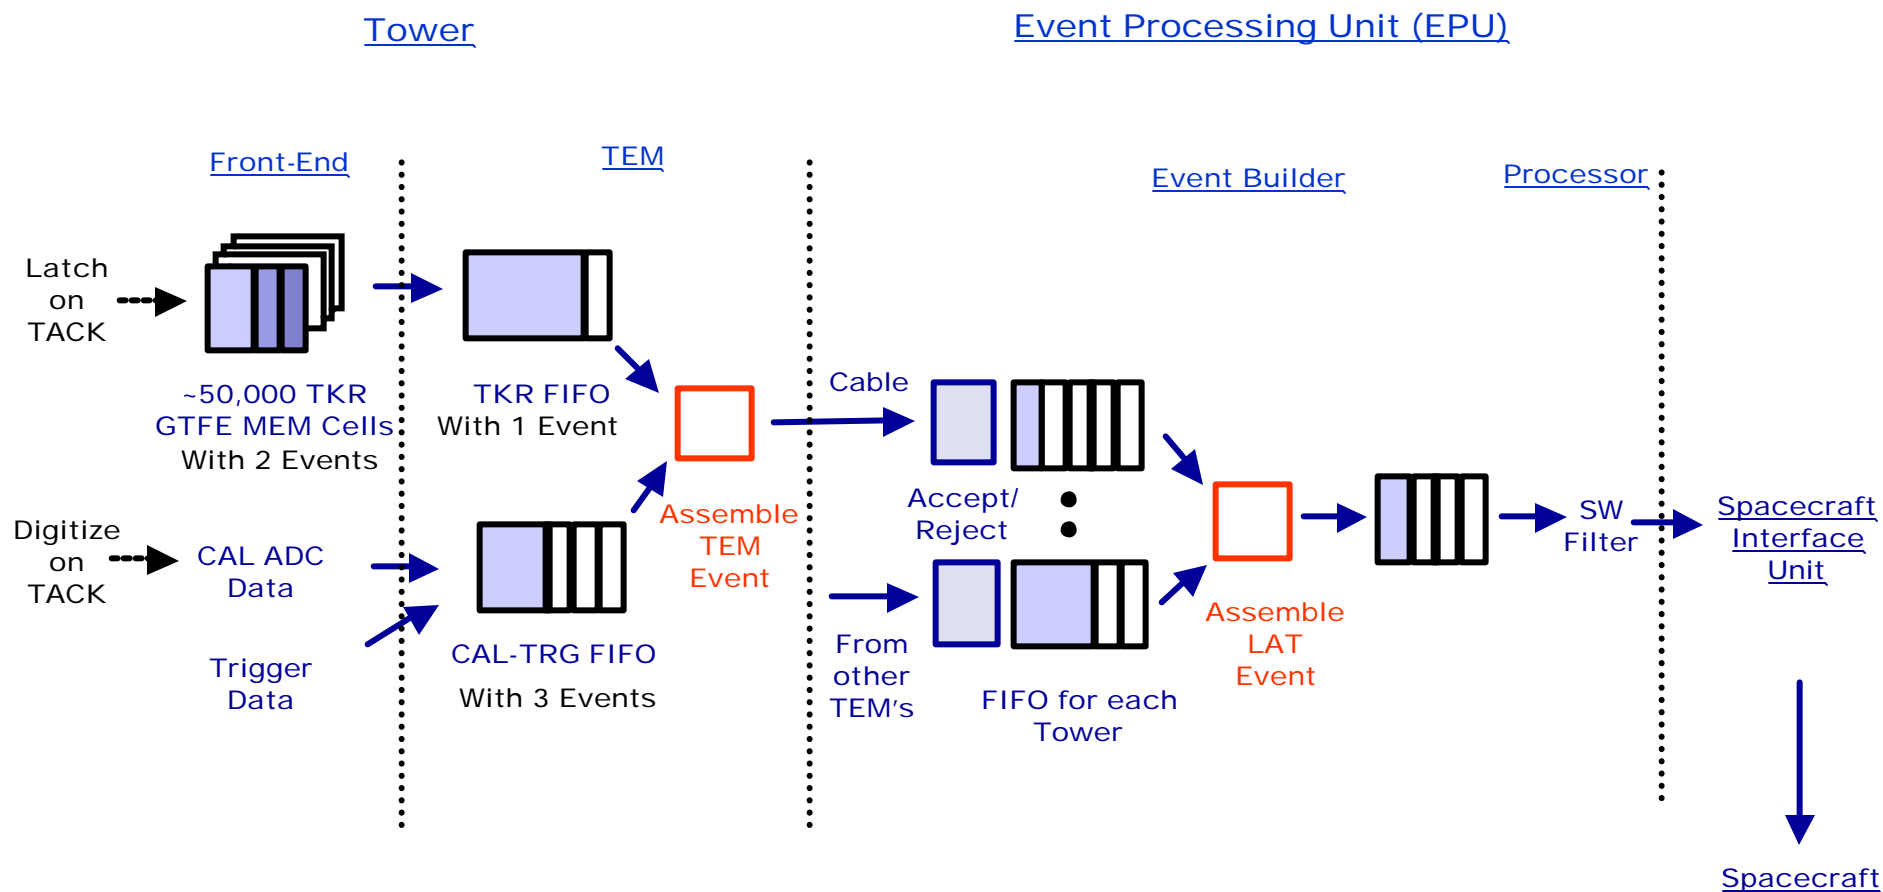 Tower
Event Processing Unit (EPU)
Front-End
TEM
Event Builder
Processor
Latch
on
TACK
~50,000 TKR
GTFE MEM Cells
With 2 Events
TKR FIFO
With 1 Event
Digitize
on
TACK
CAL ADC
Data
Trigger
Data
CAL-TRG FIFO
With 3 Events
Assemble
TEM
Event
Cable
Accept/
Reject
From
other
TEM's
FIFO for each
Tower
Assemble
LAT
Event
SW
Filter
Spacecraft
Interface
Unit
Spacecraft